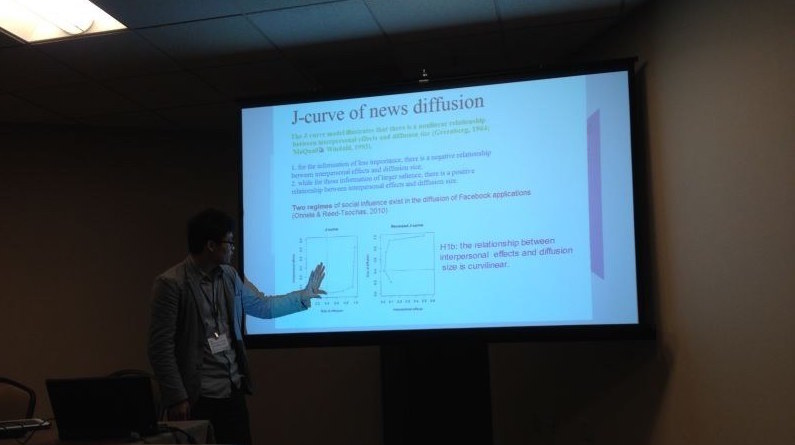 J-curve of news diffusion
The J-curve model illustrates that there is a nonlinear relationship
between interpersonal effects and diffusion size (Greenberg, 1964;
McQuail & Windahl, 1993).
1. for the information of less importance, there is a negative relationship
between interpersonal effects and diffusion size;
2. while for those information of larger salience, there is a positive
relationship between interpersonal effects and diffusion size.
Two regimes of social influence exist in the diffusion of Facebook applications
(Onnela & Reed-Tsochas, 2010)
J-curve
Reversed J-curve
H1b: the relationship between
interpersonal effects and diffusion
size is curvilinear.